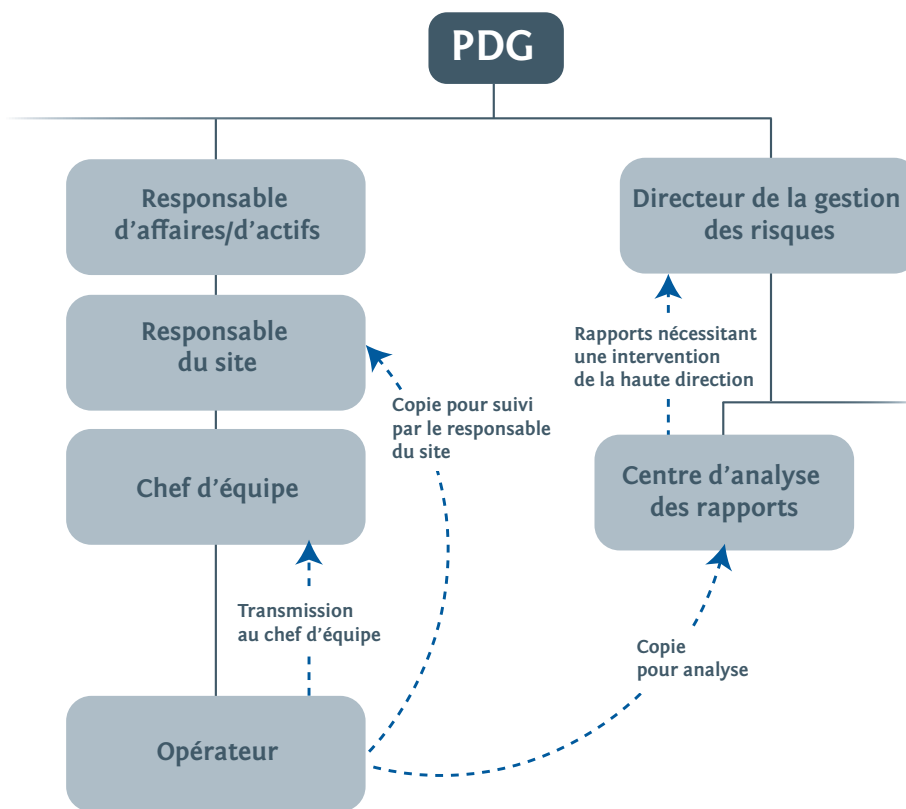 PDG
Responsable
d’affaires/d’actifs
Directeur de la gestion
des risques
Responsable
du site
Rapports nécessitant
une intervention
de la haute direction
Copie pour suivi
par le responsable
du site
Chef d’équipe
Centre d’analyse
des rapports
Transmission
au chef d’équipe
Copie
pour analyse
Opérateur